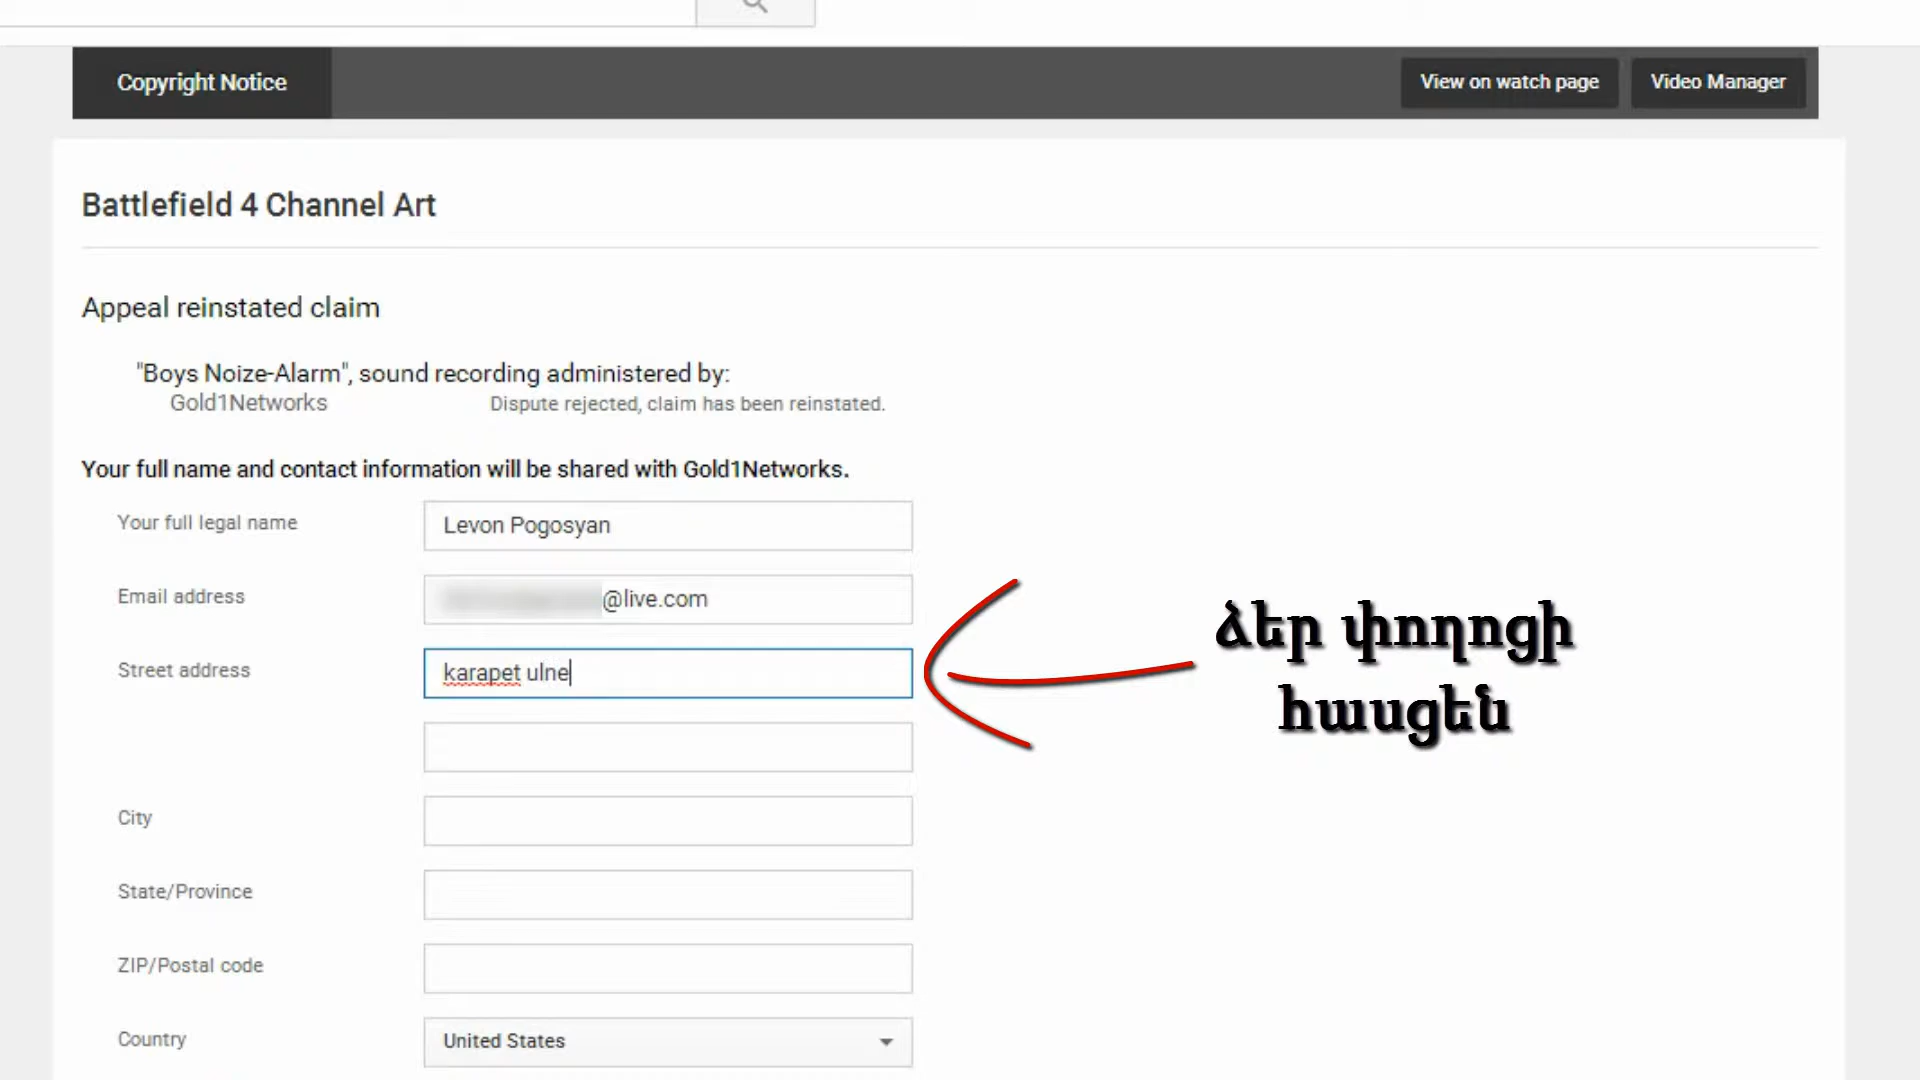 Copyright Notice
View on watch page
Video Manager
Battlefield 4 Channel Art
Appeal reinstated claim
"Boys Noize-Alarm", sound recording administered by:
Gold1Networks
Dispute rejected, claim has been reinstated.
Your full name and contact information will be shared with Gold1Networks.
Your full legal name
Levon Pogosyan
Email address
@live.com
Street address
karapet ulne
City
State/Province
ZIP/Postal code
Country
United States
Ձեր փողոցի
հասցեն